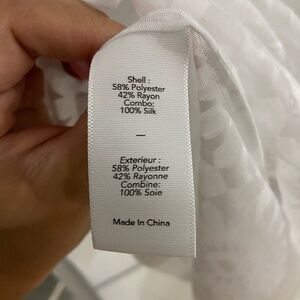 Shell :
58% Polyester
42% Rayon
Combo:
100% Silk
—
Exterieur :
58% Polyester
42% Rayonne
Combine:
100% Soie
Made In China